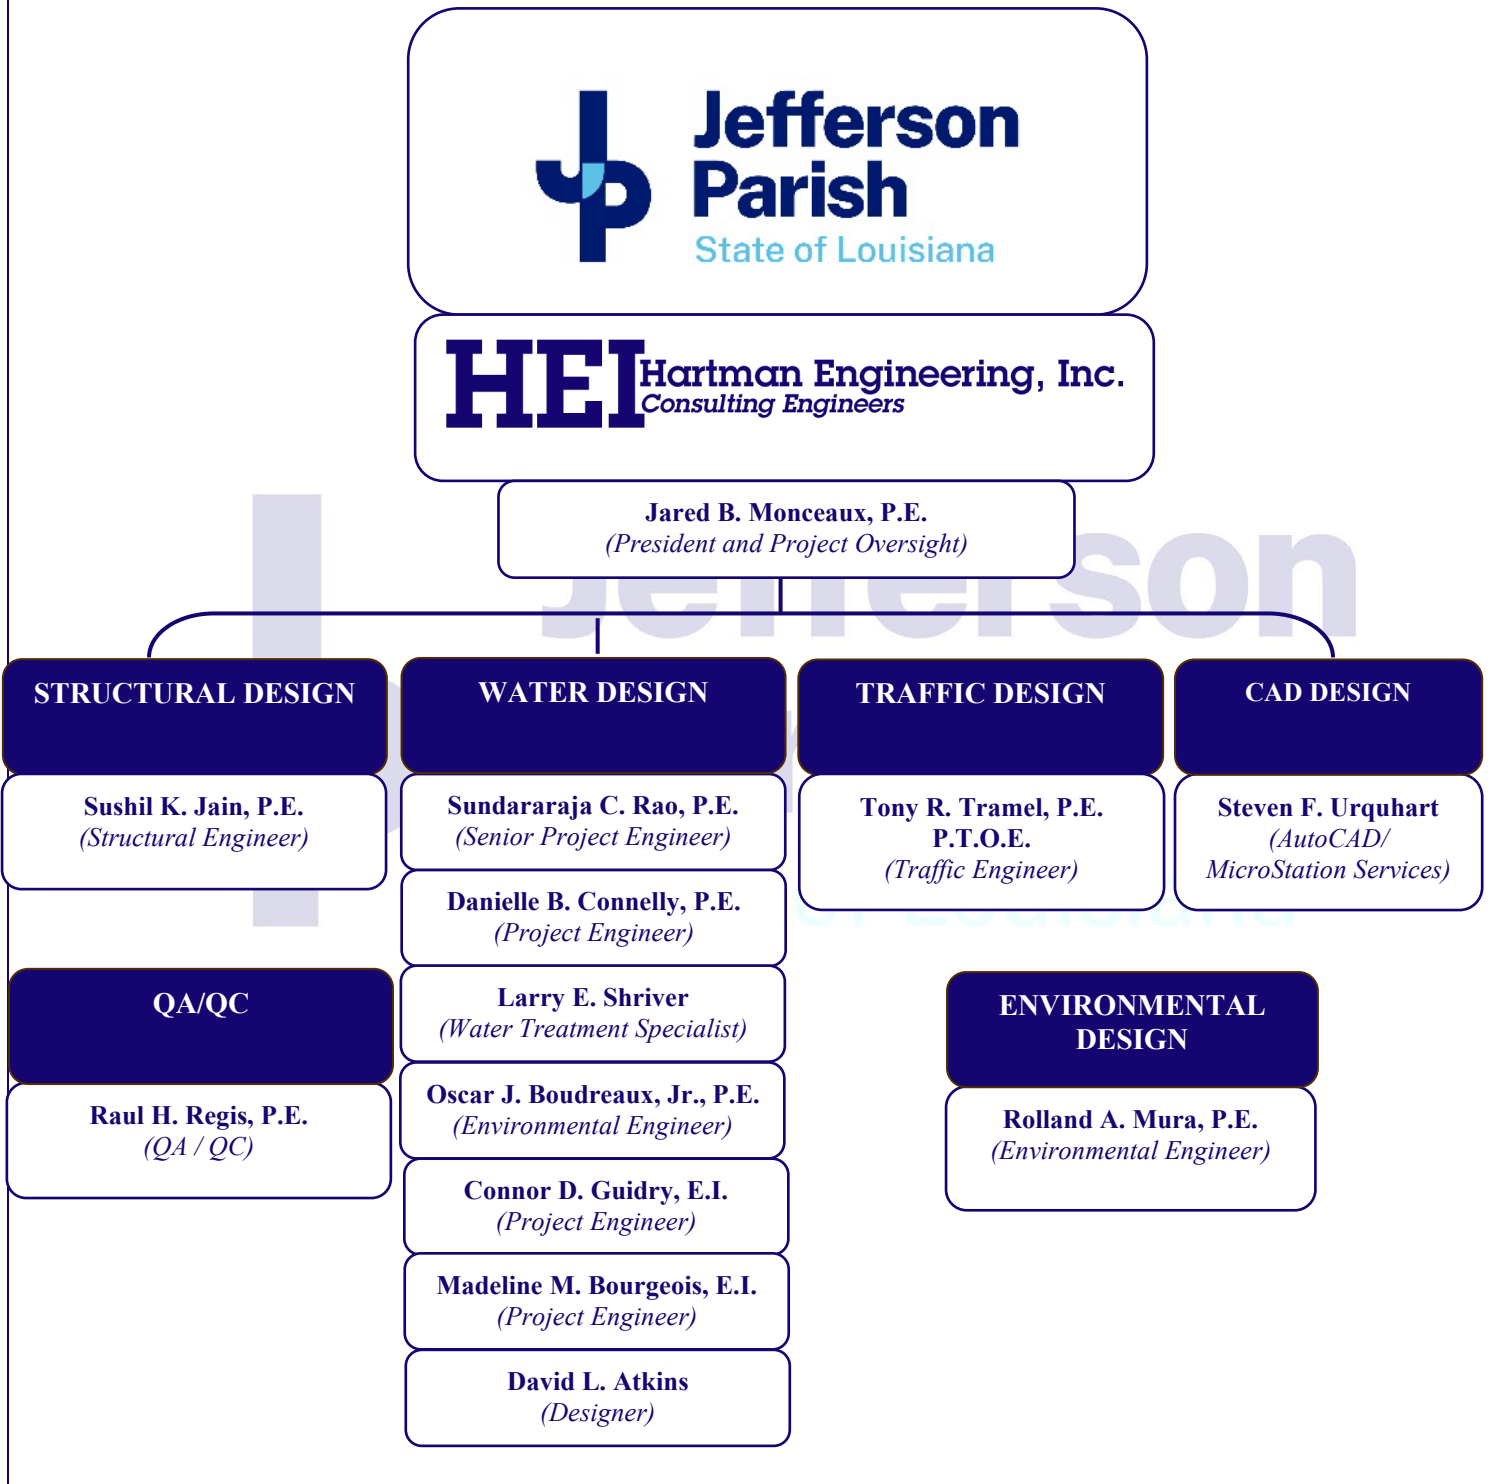 Jefferson
Parish
State of Louisiana
HEI Hartman Engineering, Inc.
Consulting Engineers
Jared B. Monceaux, P.E.
(President and Project Oversight)
STRUCTURAL DESIGN
Sushil K. Jain, P.E.
(Structural Engineer)
QA/QC
Raul H. Regis, P.E.
(QA / QC)
WATER DESIGN
Sundararaja C. Rao, P.E.
(Senior Project Engineer)
Danielle B. Connelly, P.E.
(Project Engineer)
Larry E. Shriver
(Water Treatment Specialist)
Oscar J. Boudreaux, Jr., P.E.
(Environmental Engineer)
Connor D. Guidry, E.I.
(Project Engineer)
Madeline M. Bourgeois, E.I.
(Project Engineer)
David L. Atkins
(Designer)
TRAFFIC DESIGN
Tony R. Tramel, P.E.
P.T.O.E.
(Traffic Engineer)
CAD DESIGN
Steven F. Urquhart
(AutoCAD/
MicroStation Services)
ENVIRONMENTAL
DESIGN
Rolland A. Mura, P.E.
(Environmental Engineer)